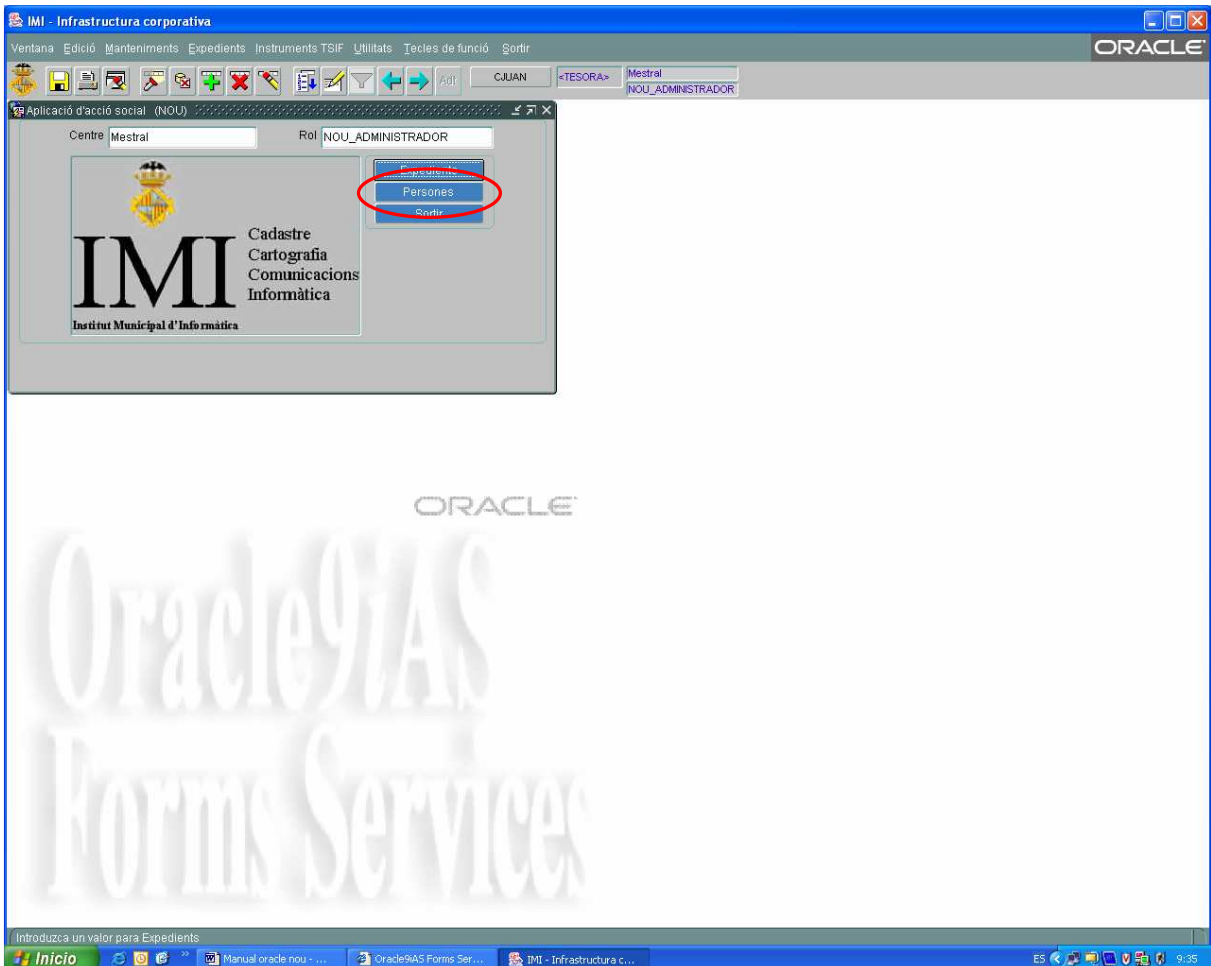 IMI - Infrastructura corporativa
Ventana Edició Manteniments Expedients Instruments TSIF Utilitats Tecles de funció Sortir
ORACLE
Adt CJUAN <TESORA> Mestral
NOU_ADMINISTRADOR
Aplicació d'acció social (NOU)
Centre Mestral Rol NOU_ADMINISTRADOR
Expedients
Persones
Sortir
IMI
Cadastre
Cartografia
Comunicacions
Informàtica
Institut Municipal d'Informàtica
ORACLE
Oracle9iAS
Forms Services
Introduzca un valor para Expedients
Inicio Manual oracle nou - ... Oracle9iAS Forms Ser... IMI - Infrastructura c... ES 9:35